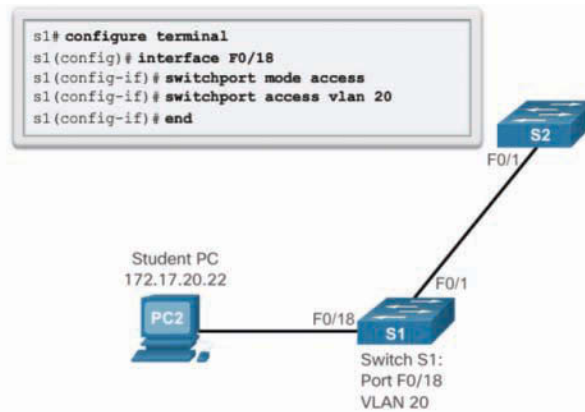 s1# configure terminal
s1(config)# interface F0/18
s1(config-if)# switchport mode access
s1(config-if)# switchport access vlan 20
s1(config-if)# end
S2
F0/1
Student PC
172.17.20.22
F0/1
PC2
F0/18
S1
Switch S1:
Port F0/18
VLAN 20